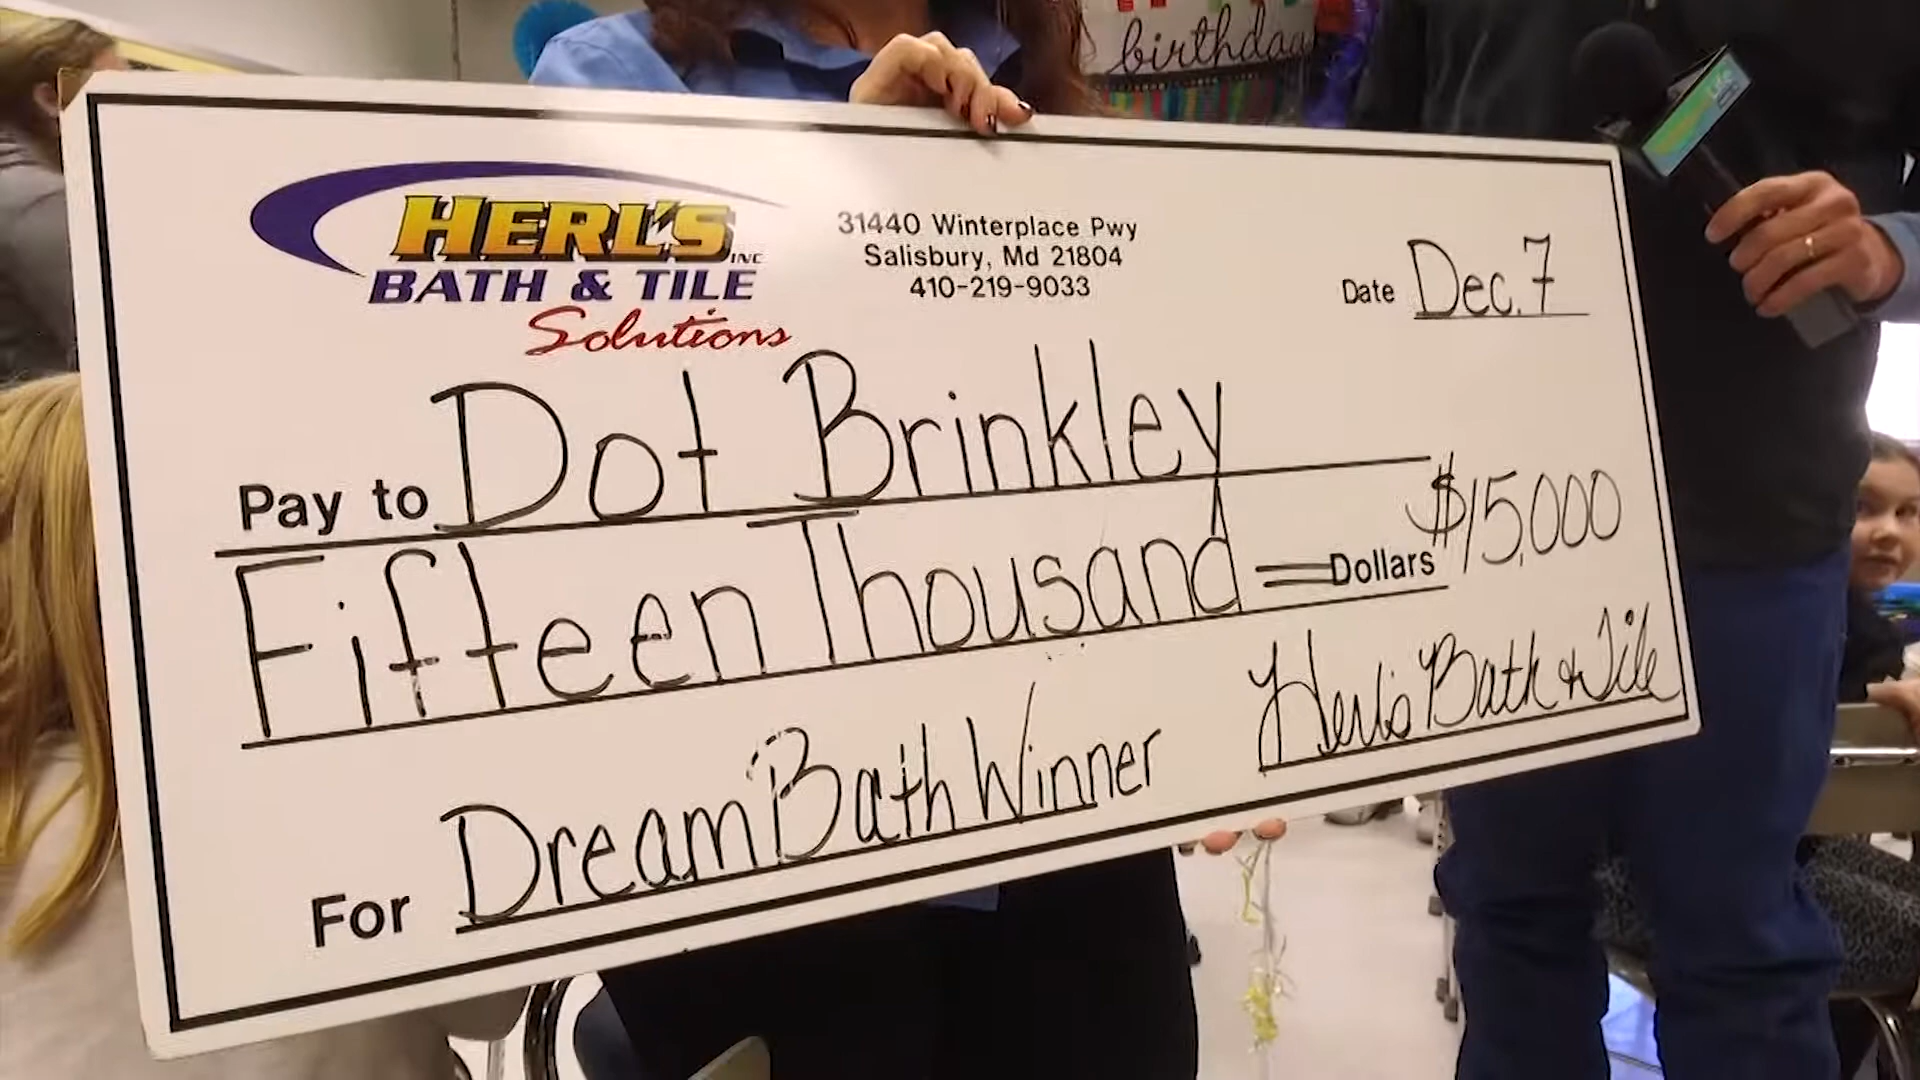 birthday
HERL'S INC
BATH & TILE
Solutions
31440 Winterplace Pwy
Salisbury, Md 21804
410-219-9033
Date Dec. 7
Pay to Dot Brinkley
Fifteen Thousand Dollars $15,000
For Dream Bath Winner
Herl's Bath & Tile